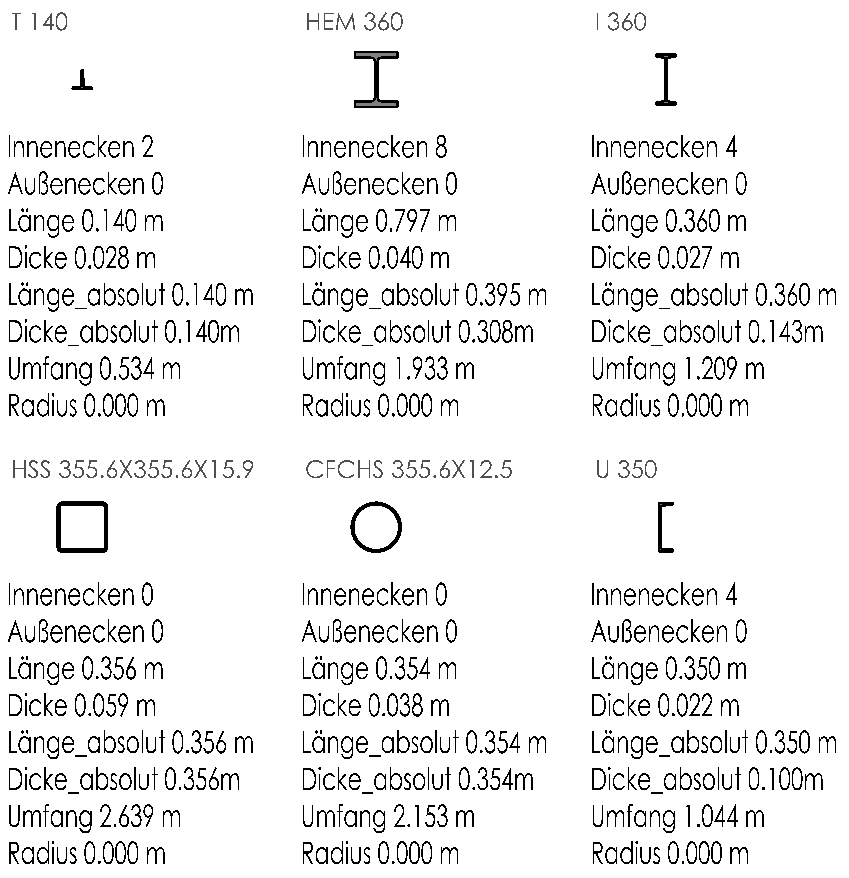 T 140
Innenecken 2
Außenecken 0
Länge 0.140 m
Dicke 0.028 m
Länge_absolut 0.140 m
Dicke_absolut 0.140m
Umfang 0.534 m
Radius 0.000 m
HEM 360
Innenecken 8
Außenecken 0
Länge 0.797 m
Dicke 0.040 m
Länge_absolut 0.395 m
Dicke_absolut 0.308m
Umfang 1.933 m
Radius 0.000 m
I 360
Innenecken 4
Außenecken 0
Länge 0.360 m
Dicke 0.027 m
Länge_absolut 0.360 m
Dicke_absolut 0.143m
Umfang 1.209 m
Radius 0.000 m
HSS 355.6X355.6X15.9
Innenecken 0
Außenecken 0
Länge 0.356 m
Dicke 0.059 m
Länge_absolut 0.356 m
Dicke_absolut 0.356m
Umfang 2.639 m
Radius 0.000 m
CFCHS 355.6X12.5
Innenecken 0
Außenecken 0
Länge 0.354 m
Dicke 0.038 m
Länge_absolut 0.354 m
Dicke_absolut 0.354m
Umfang 2.153 m
Radius 0.000 m
U 350
Innenecken 4
Außenecken 0
Länge 0.350 m
Dicke 0.022 m
Länge_absolut 0.350 m
Dicke_absolut 0.100m
Umfang 1.044 m
Radius 0.000 m